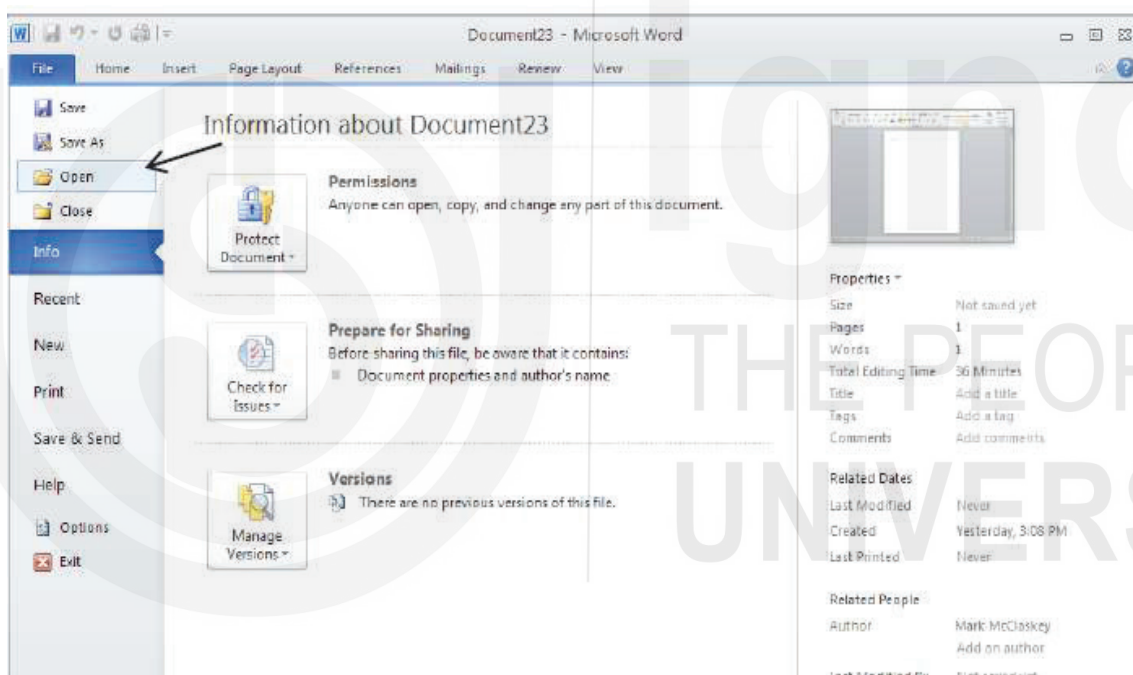 W
Document23 - Microsoft Word
File Home Insert Page Layout References Mailings Review View
Save
Save As
Open
Close
Info
Recent
New
Print
Save & Send
Help
Options
Exit
Information about Document23
Protect
Document
Permissions
Anyone can open, copy, and change any part of this document.
Check for
Issues
Prepare for Sharing
Before sharing this file, be aware that it contains:
Document properties and author's name
Manage
Versions
Versions
There are no previous versions of this file.
Properties
Size Not saved yet
Pages 1
Words 1
Total Editing Time 36 Minutes
Title Add a title
Tags Add a tag
Comments Add comments
Related Dates
Last Modified Never
Created Yesterday, 3:08 PM
Last Printed Never
Related People
Author Mark McClaskey
Add an author
ign
THE PEO
UNIVERS